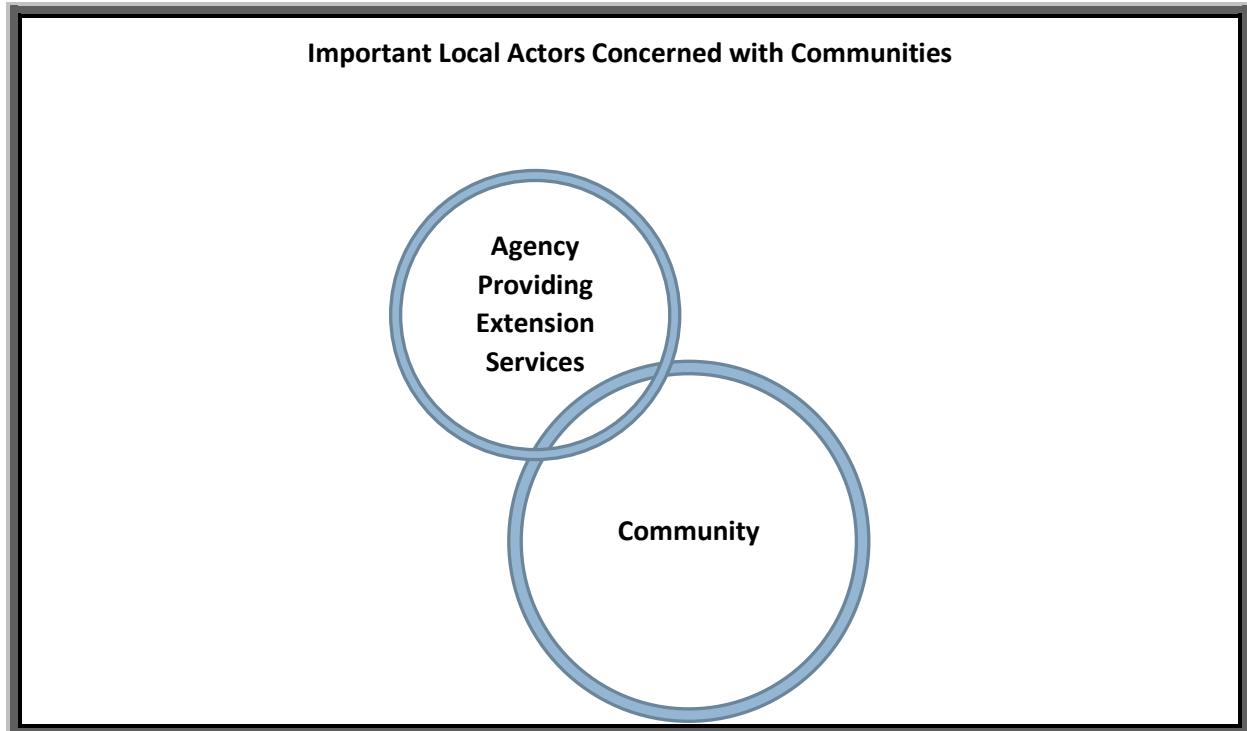 Important Local Actors Concerned with Communities
Agency
Providing
Extension
Services
Community